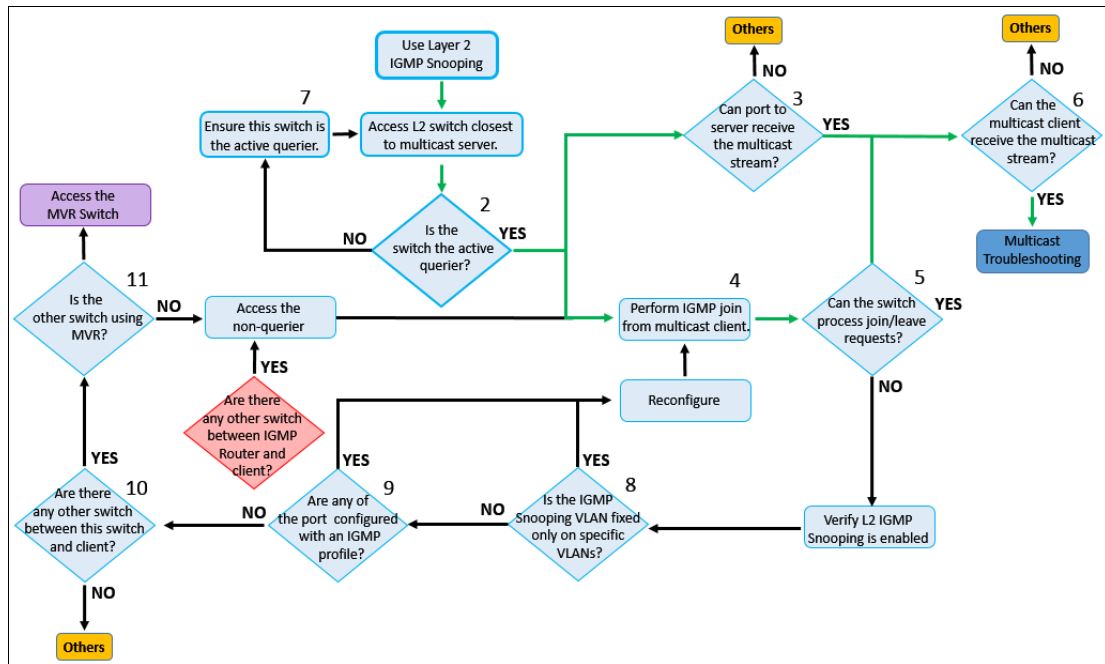 Others
Others
Use Layer 2
IGMP Snooping
NO
NO
7
3
6
Ensure this switch is
the active querier.
Access L2 switch closest
to multicast server.
Can port to
server receive
the multicast
stream?
YES
Can the
multicast client
receive the multicast
stream?
Access the
MVR Switch
2
NO
Is the
switch the active
querier?
YES
YES
Multicast
Troubleshooting
11
Is the
other switch using
MVR?
NO
Access the
non-querier
4
Perform IGMP join
from multicast client.
5
Can the switch
process join/leave
requests?
YES
YES
NO
Are there
any other switch
between IGMP
Router and
client?
Reconfigure
YES
YES
YES
10
Are there
any other switch
between this switch
and client?
NO
9
Are any of
the port configured
with an IGMP
profile?
NO
8
Is the IGMP
Snooping VLAN fixed
only on specific
VLANs?
Verify L2 IGMP
Snooping is enabled
NO
Others